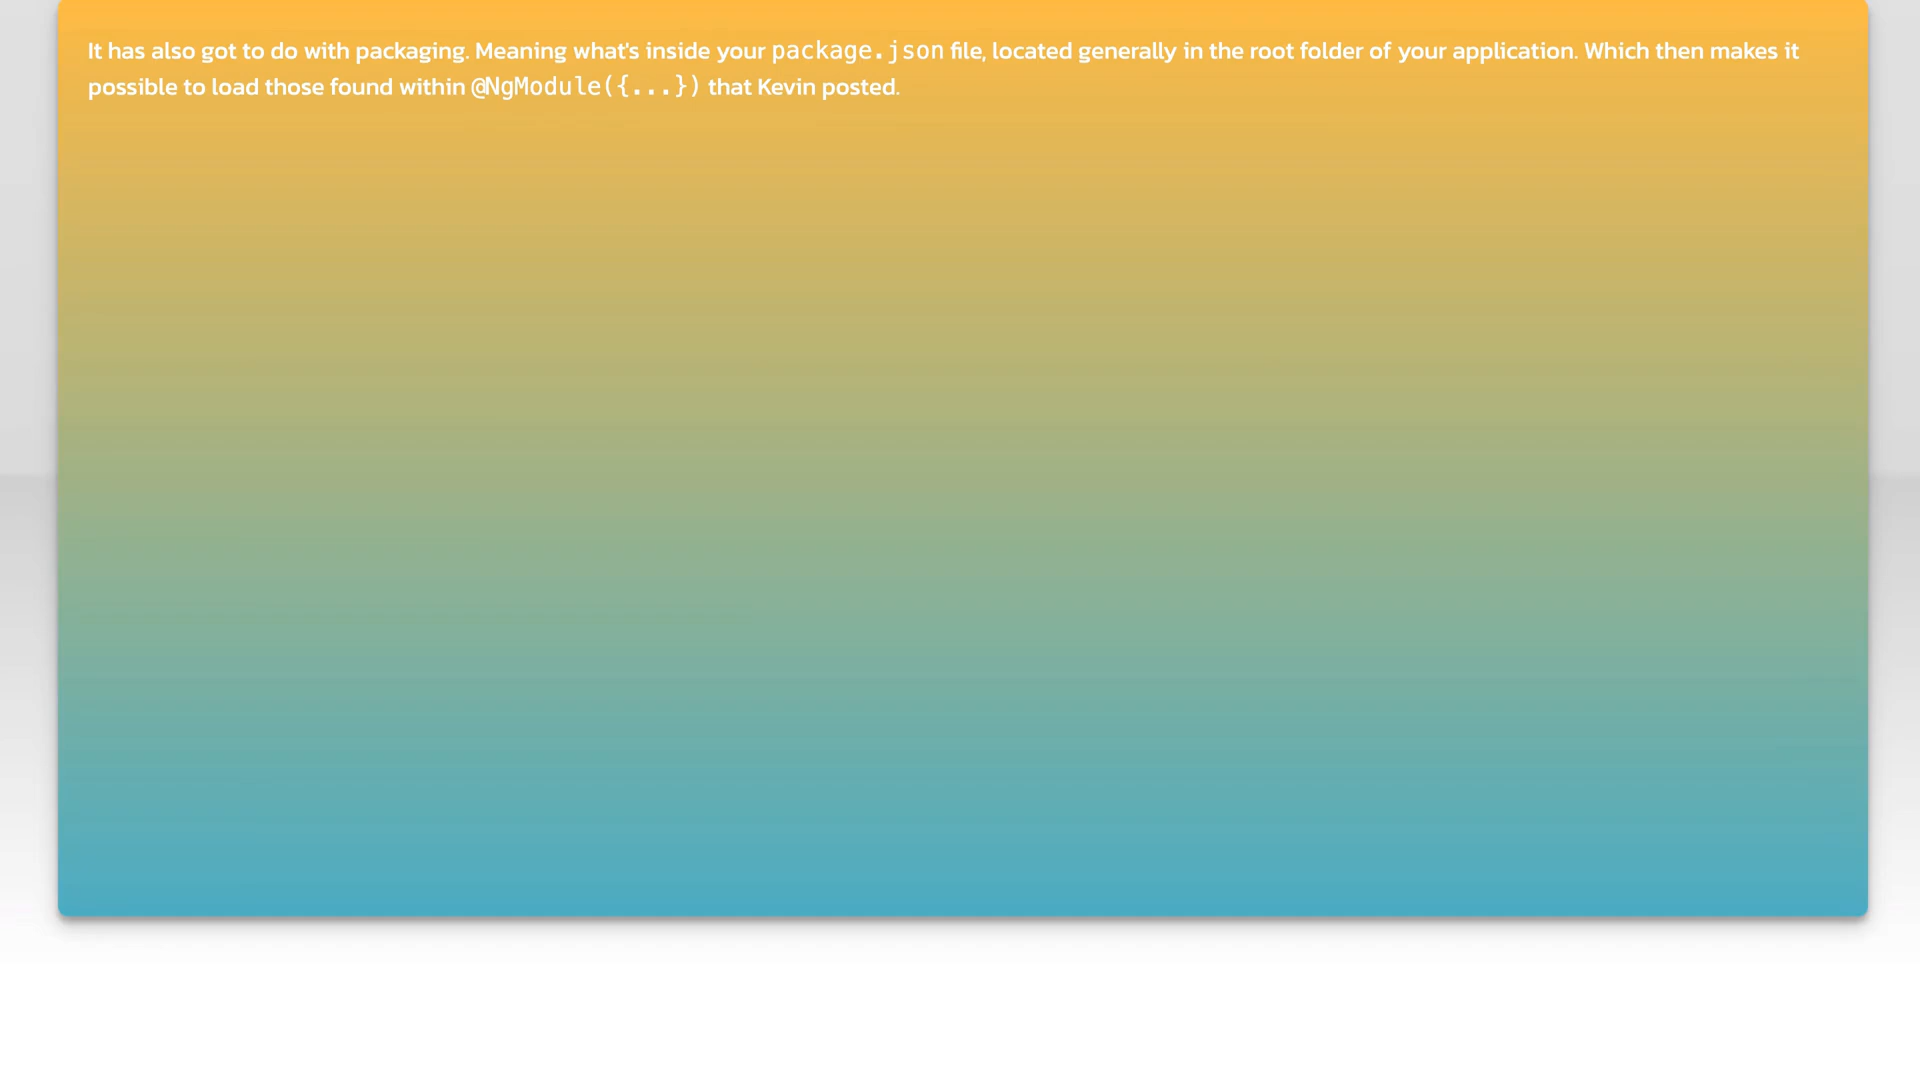 It has also got to do with packaging. Meaning what's inside your package.json file, located generally in the root folder of your application. Which then makes it
possible to load those found within @NgModule({...}) that Kevin posted.